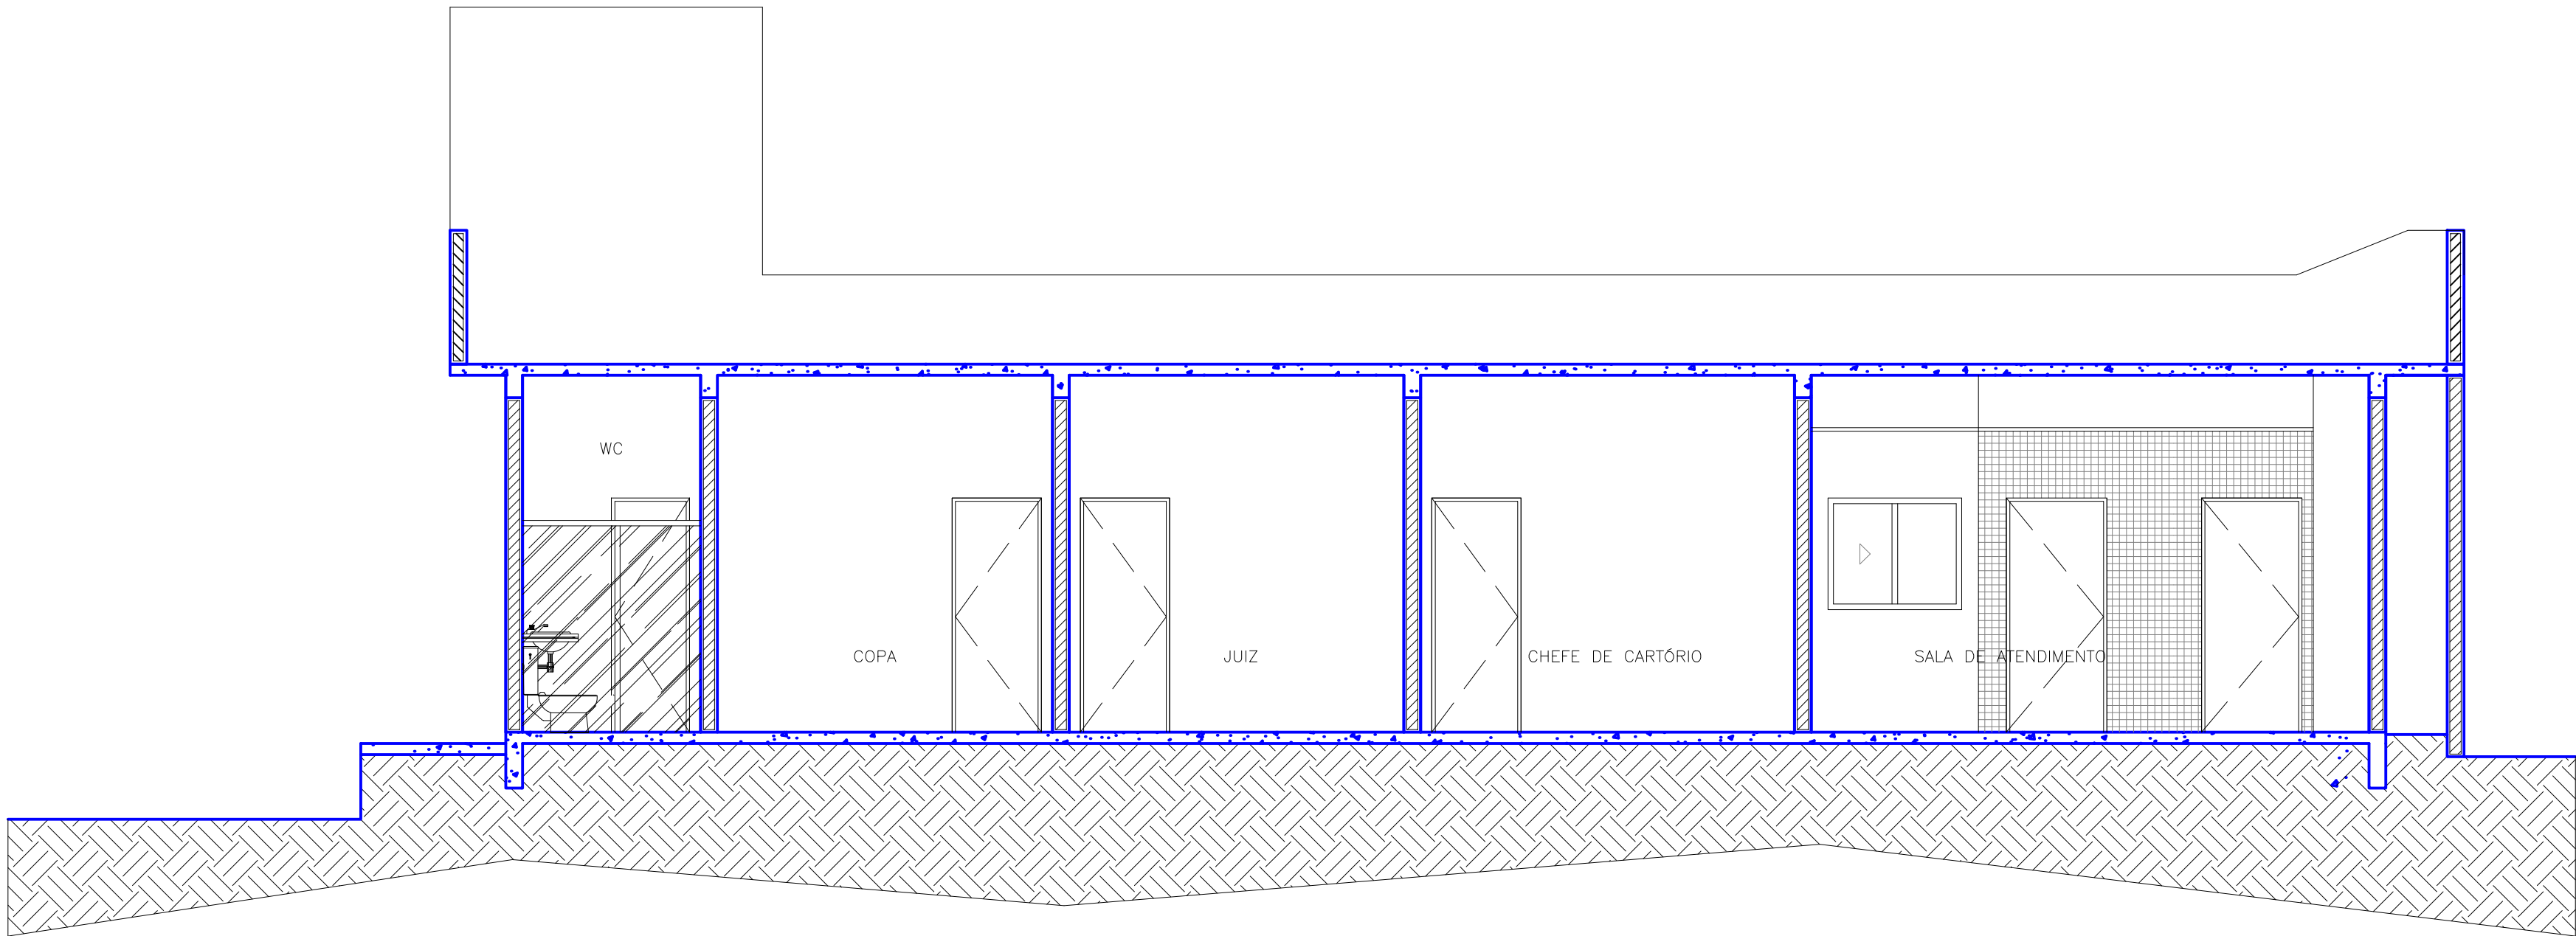 WC
COPA
JUIZ
CHEFE DE CARTÓRIO
SALA DE ATENDIMENTO